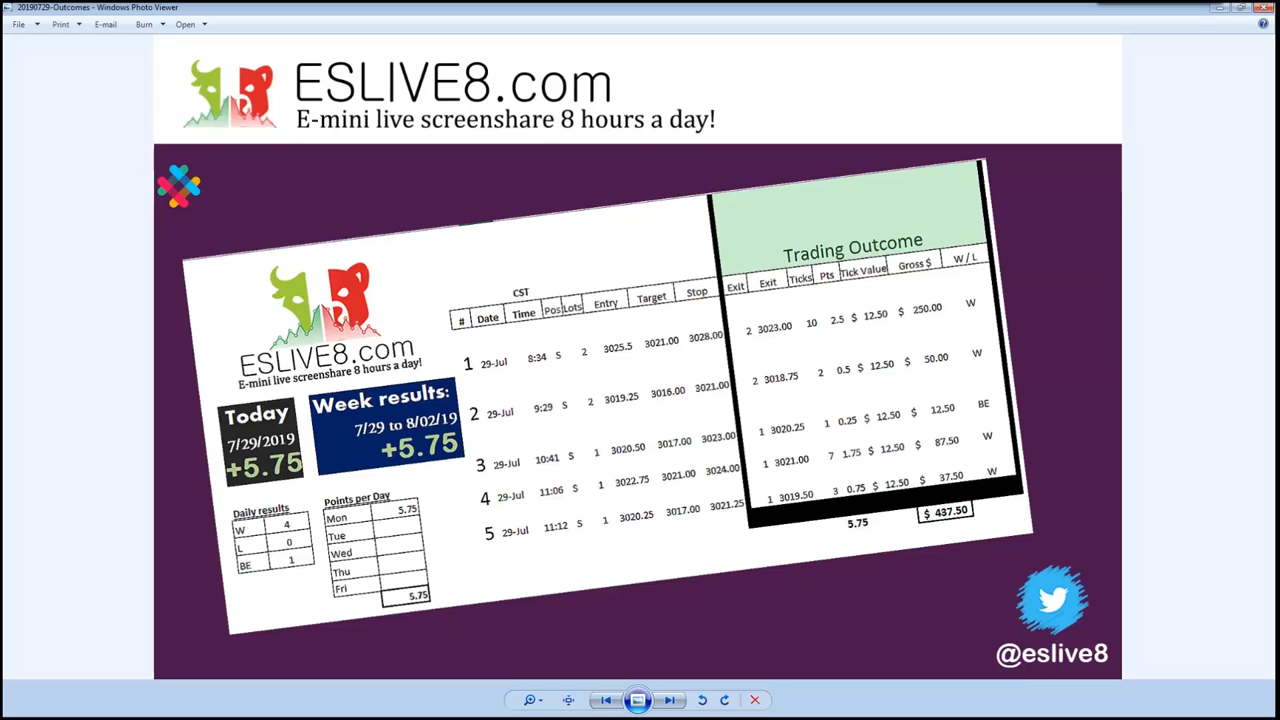 20190729-Outcomes - Windows Photo Viewer
File Print E-mail Burn Open
ESLIVE8.com
E-mini live screenshare 8 hours a day!
Trading Outcome
CST
# Date Time Pos Lots Entry Target Stop Exit Exit Ticks Pts Tick Value Gross $ W / L
1 29-Jul 8:34 S 2 3025.5 3021.00 3028.00 2 3023.00 10 2.5 $ 12.50 $ 250.00 W
2 29-Jul 9:29 S 2 3019.25 3016.00 3021.00 2 3018.75 2 0.5 $ 12.50 $ 50.00 W
3 29-Jul 10:41 S 1 3020.50 3017.00 3023.00 1 3020.25 1 0.25 $ 12.50 $ 12.50 BE
4 29-Jul 11:06 S 1 3022.75 3021.00 3024.00 1 3021.00 7 1.75 $ 12.50 $ 87.50 W
5 29-Jul 11:12 S 1 3020.25 3017.00 3021.25 1 3019.50 3 0.75 $ 12.50 $ 37.50 W
5.75 $ 437.50
ESLIVE8.com
E-mini live screenshare 8 hours a day!
Today
7/29/2019
+5.75
Week results:
7/29 to 8/02/19
+5.75
Daily results
W 4
L 0
BE 1
Points per Day
Mon 5.75
Tue
Wed
Thu
Fri
5.75
@eslive8